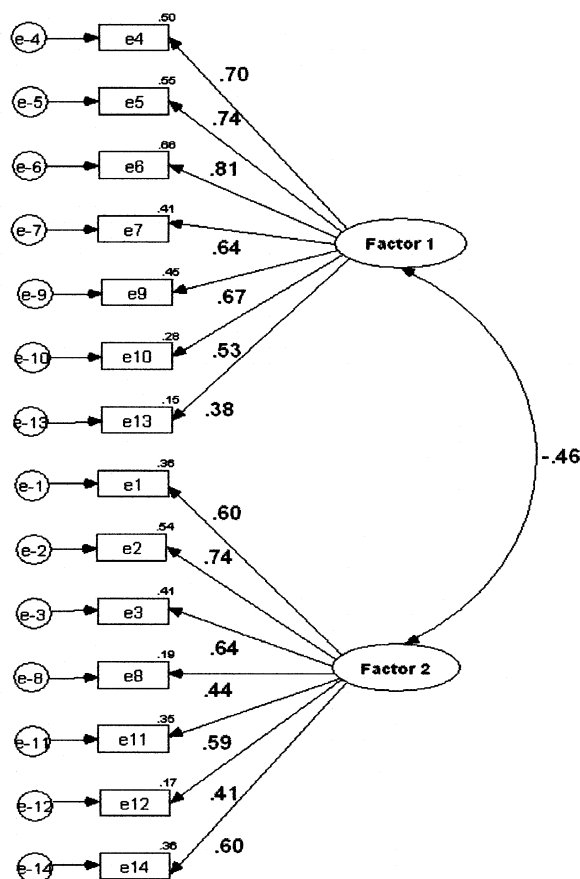 .50
e-4 e4
.70
.55
e-5 e5
.74
.66
e-6 e6
.81
.41
e-7 e7
.64
Factor 1
.45
e-9 e9
.67
.28
e-10 e10
.53
.15
e-13 e13
.38
-.46
.36
e-1 e1
.60
.54
e-2 e2
.74
.41
e-3 e3
.64
Factor 2
.19
e-8 e8
.44
.35
e-11 e11
.59
.17
e-12 e12
.41
.36
e-14 e14
.60